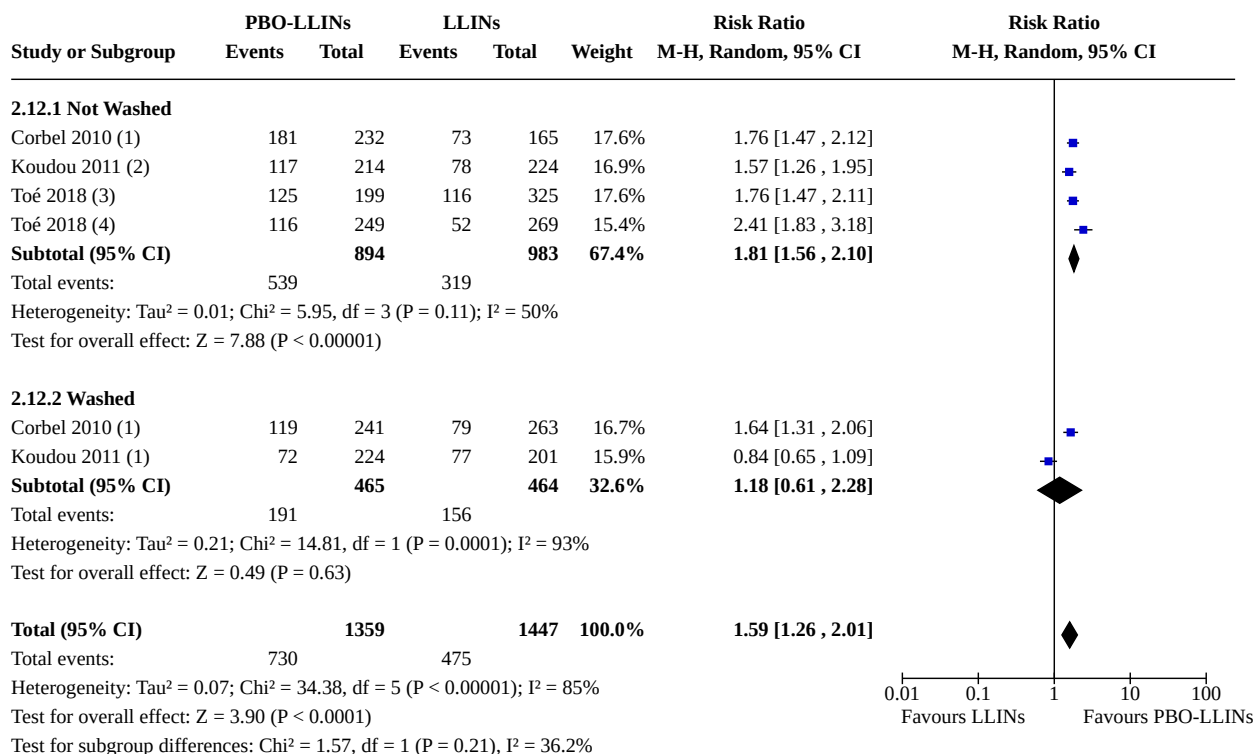 PBO-LLINs LLINs Risk Ratio Risk Ratio
Study or Subgroup Events Total Events Total Weight M-H, Random, 95% CI M-H, Random, 95% CI
2.12.1 Not Washed
Corbel 2010 (1) 181 232 73 165 17.6% 1.76 [1.47 , 2.12]
Koudou 2011 (2) 117 214 78 224 16.9% 1.57 [1.26 , 1.95]
Toé 2018 (3) 125 199 116 325 17.6% 1.76 [1.47 , 2.11]
Toé 2018 (4) 116 249 52 269 15.4% 2.41 [1.83 , 3.18]
Subtotal (95% CI) 894 983 67.4% 1.81 [1.56 , 2.10]
Total events: 539 319
Heterogeneity: Tau² = 0.01; Chi² = 5.95, df = 3 (P = 0.11); I² = 50%
Test for overall effect: Z = 7.88 (P < 0.00001)
2.12.2 Washed
Corbel 2010 (1) 119 241 79 263 16.7% 1.64 [1.31 , 2.06]
Koudou 2011 (1) 72 224 77 201 15.9% 0.84 [0.65 , 1.09]
Subtotal (95% CI) 465 464 32.6% 1.18 [0.61 , 2.28]
Total events: 191 156
Heterogeneity: Tau² = 0.21; Chi² = 14.81, df = 1 (P = 0.0001); I² = 93%
Test for overall effect: Z = 0.49 (P = 0.63)
Total (95% CI) 1359 1447 100.0% 1.59 [1.26 , 2.01]
Total events: 730 475
Heterogeneity: Tau² = 0.07; Chi² = 34.38, df = 5 (P < 0.00001); I² = 85%
0.01 0.1 1 10 100
Test for overall effect: Z = 3.90 (P < 0.0001)
Favours LLINs Favours PBO-LLINs
Test for subgroup differences: Chi² = 1.57, df = 1 (P = 0.21), I² = 36.2%